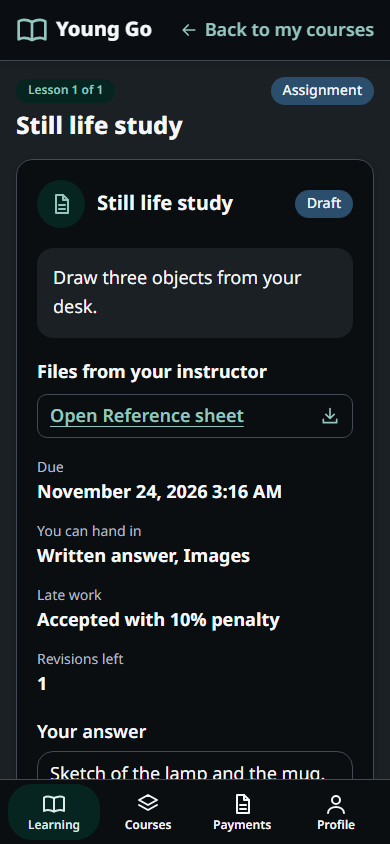 Young Go
Back to my courses
Lesson 1 of 1
Assignment
Still life study
Still life study
Draft
Draw three objects from your
desk.
Files from your instructor
Open Reference sheet
Due
November 24, 2026 3:16 AM
You can hand in
Written answer, Images
Late work
Accepted with 10% penalty
Revisions left
1
Your answer
Sketch of the lamp and the mug.
Learning
Courses
Payments
Profile